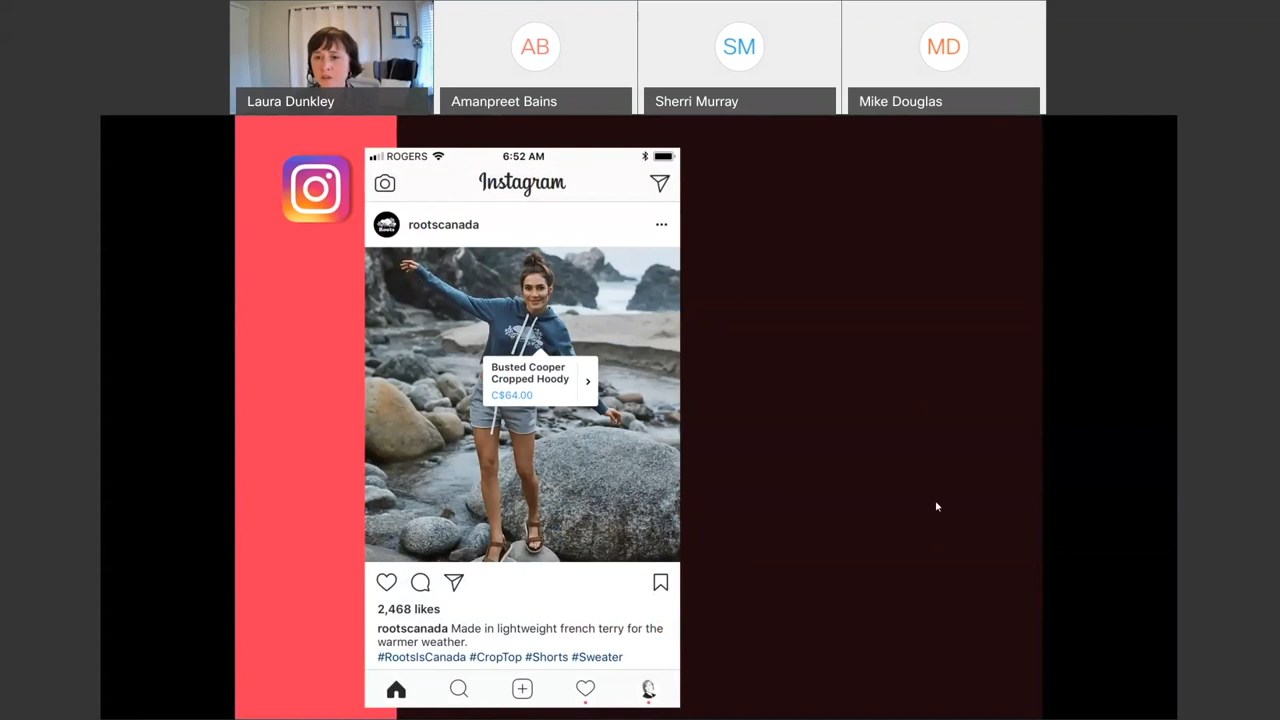 AB
SM
MD
Laura Dunkley
Amanpreet Bains
Sherri Murray
Mike Douglas
ROGERS
6:52 AM
Instagram
Roots
rootscanada
Busted Cooper
Cropped Hoody
C$64.00
2,468 likes
rootscanada Made in lightweight french terry for the
warmer weather.
#RootsIsCanada #CropTop #Shorts #Sweater